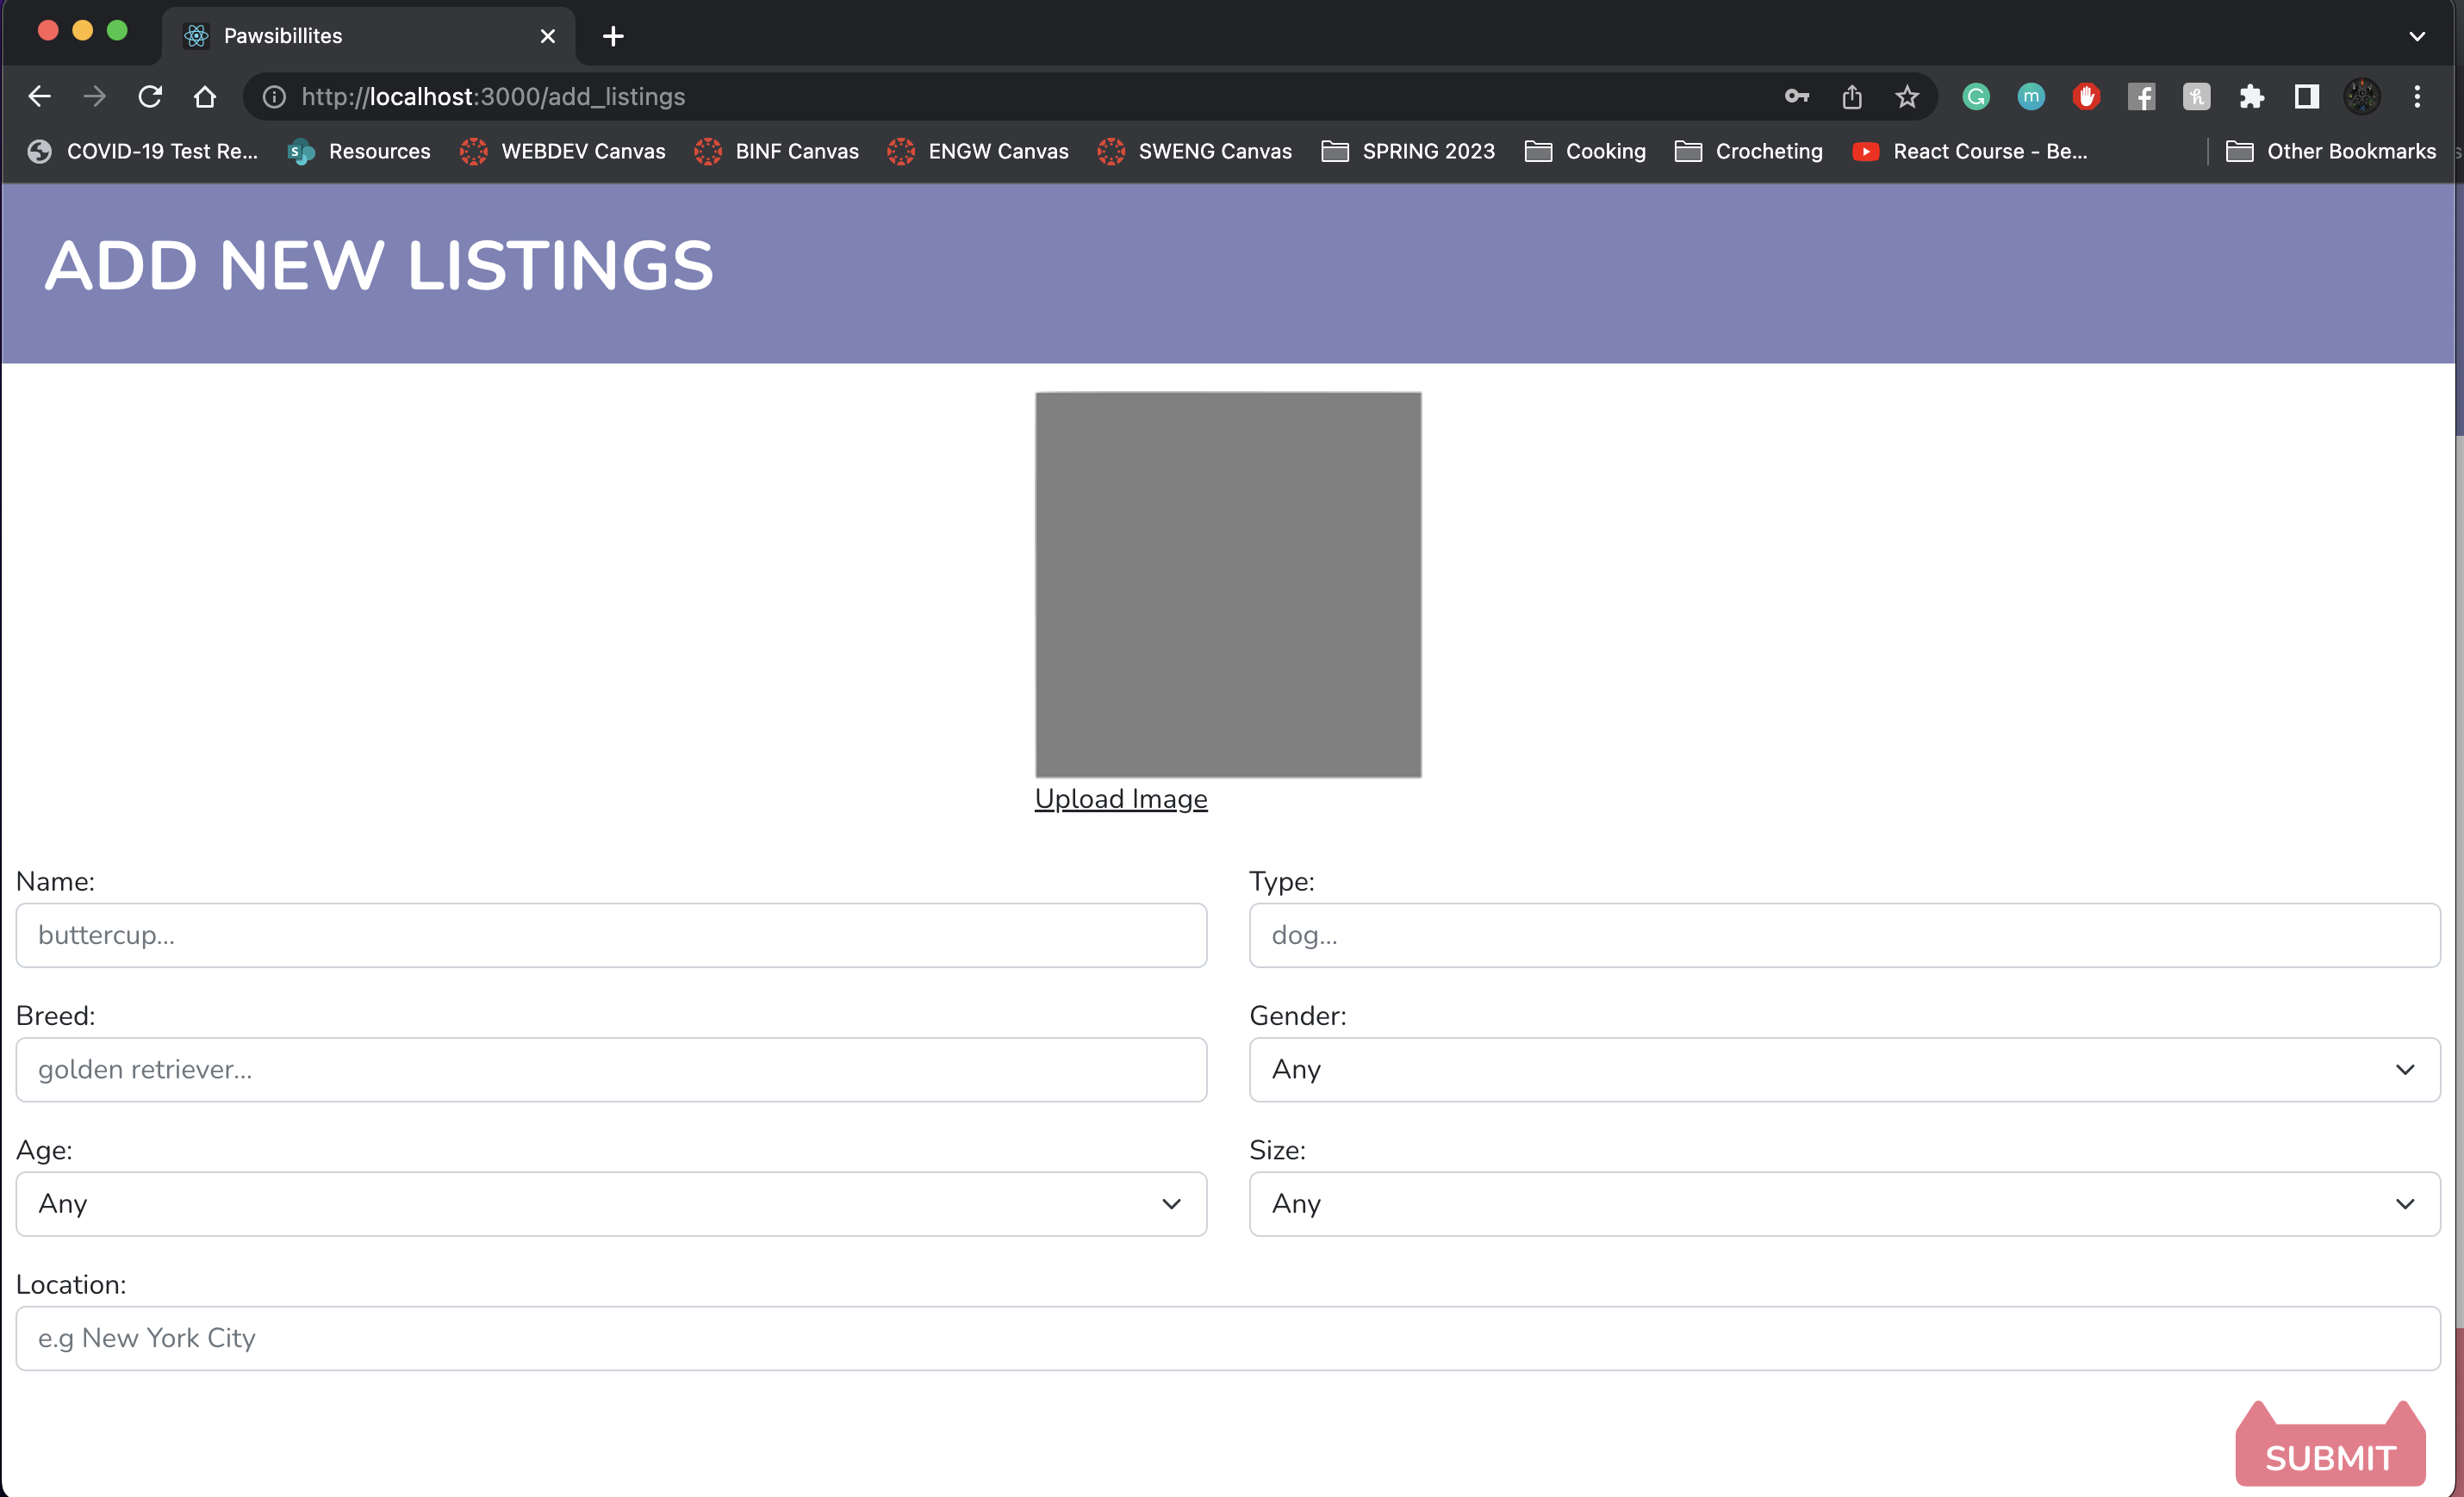 Pawsibillites
http://localhost:3000/add_listings
COVID-19 Test Re... Resources WEBDEV Canvas BINF Canvas ENGW Canvas SWENG Canvas SPRING 2023 Cooking Crocheting React Course - Be... Other Bookmarks
ADD NEW LISTINGS
Upload Image
Name: Type:
buttercup... dog...
Breed: Gender:
golden retriever... Any
Age: Size:
Any Any
Location:
e.g New York City
SUBMIT